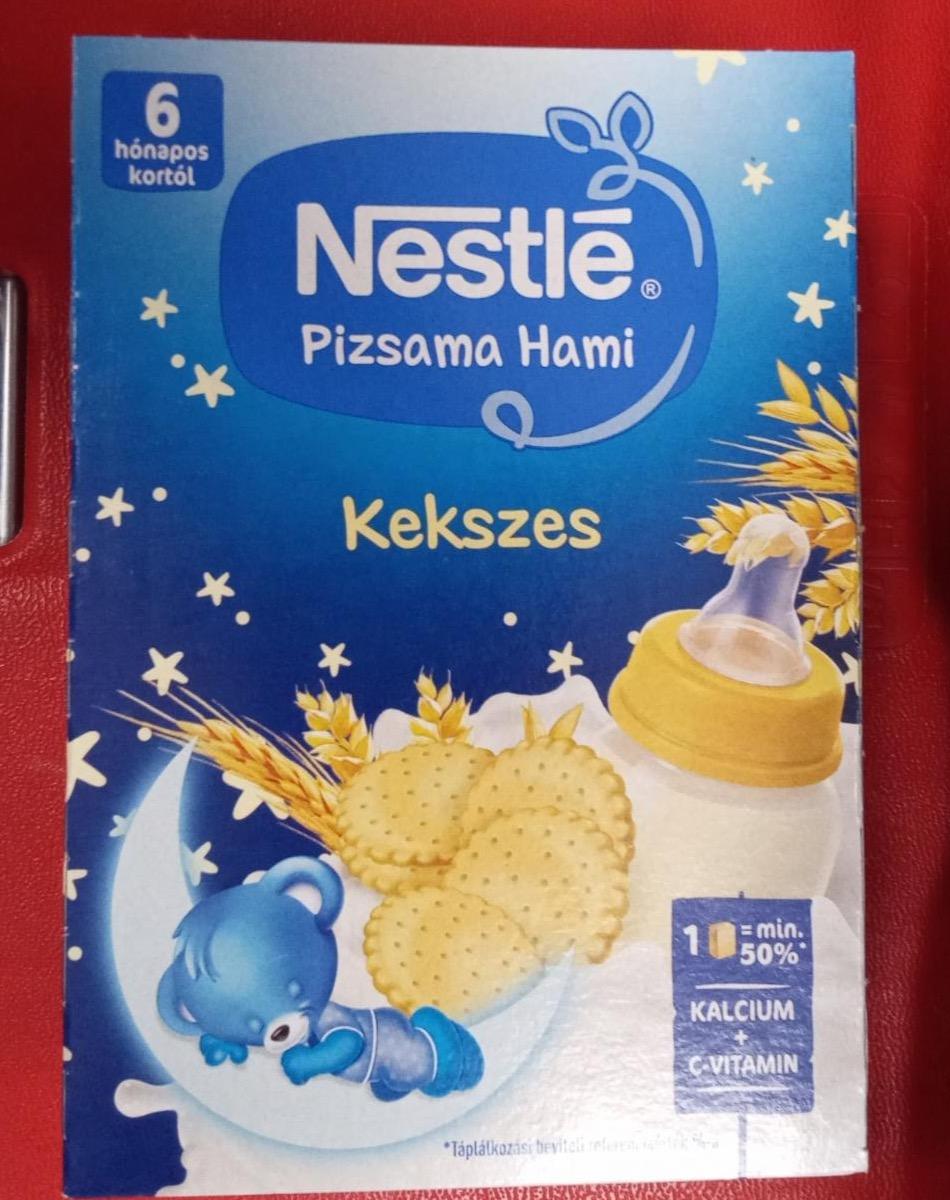 6
hónapos
kortól
Nestlé®
Pizsama Hami
Kekszes
1 = min.
50%*
KALCIUM
+
C-VITAMIN
*Táplálkozási beviteli